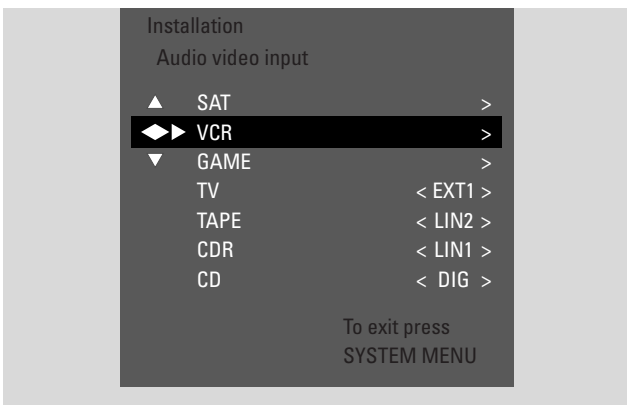 Installation
Audio video input
SAT >
VCR >
GAME >
TV < EXT1 >
TAPE < LIN2 >
CDR < LIN1 >
CD < DIG >
To exit press
SYSTEM MENU